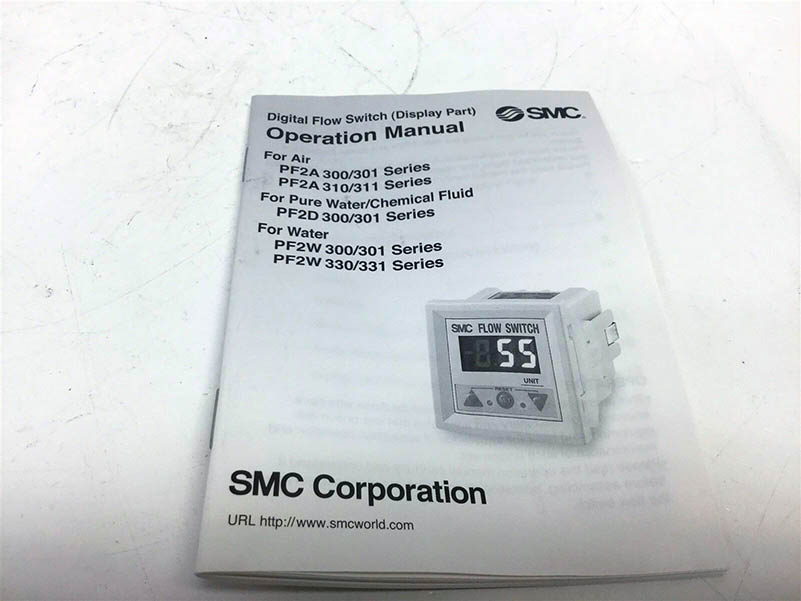 Digital Flow Switch (Display Part)
Operation Manual
SMC
For Air
PF2A 300/301 Series
PF2A 310/311 Series
For Pure Water/Chemical Fluid
PF2D 300/301 Series
For Water
PF2W 300/301 Series
PF2W 330/331 Series
SMC FLOW SWITCH
55
UNIT
RESET
SMC Corporation
URL http://www.smcworld.com